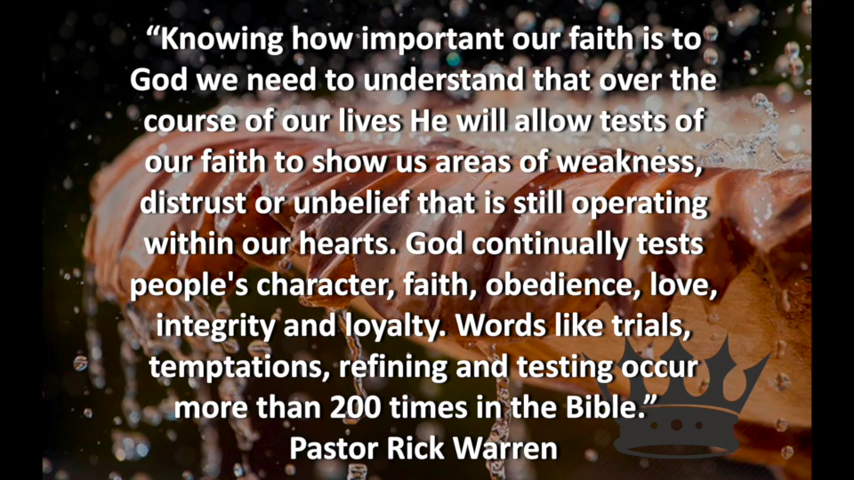 “Knowing how important our faith is to
God we need to understand that over the
course of our lives He will allow tests of
our faith to show us areas of weakness,
distrust or unbelief that is still operating
within our hearts. God continually tests
people's character, faith, obedience, love,
integrity and loyalty. Words like trials,
temptations, refining and testing occur
more than 200 times in the Bible.”
Pastor Rick Warren